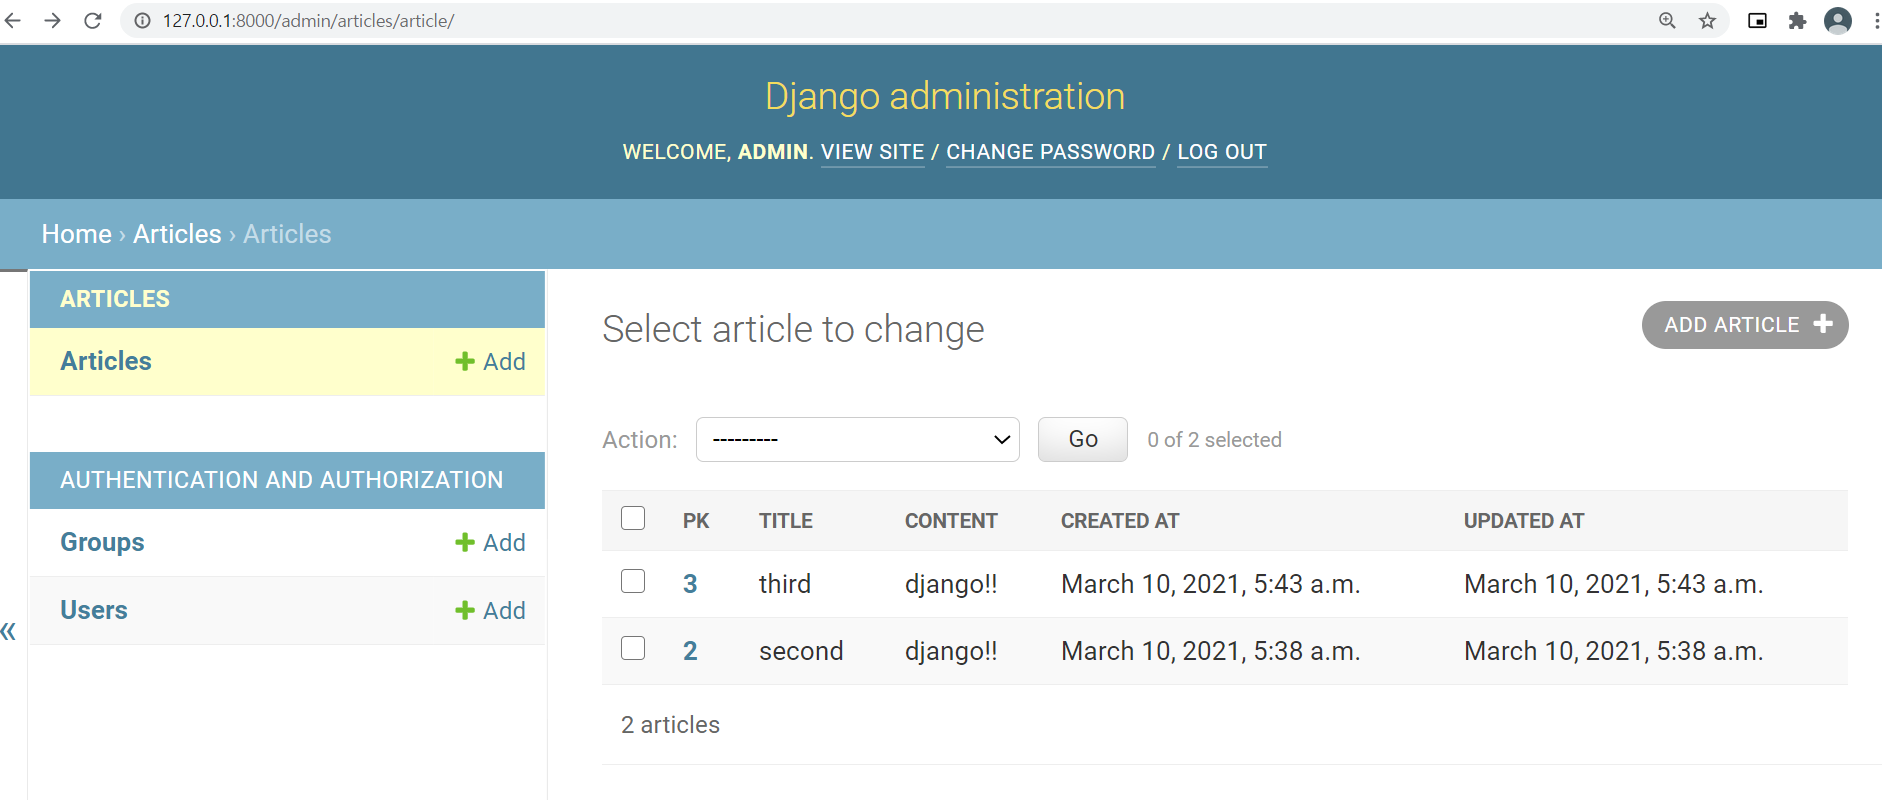 127.0.0.1:8000/admin/articles/article/
Django administration
WELCOME, ADMIN. VIEW SITE / CHANGE PASSWORD / LOG OUT
Home › Articles › Articles
ARTICLES
Articles + Add
AUTHENTICATION AND AUTHORIZATION
Groups + Add
Users + Add
«
Select article to change
ADD ARTICLE +
Action: --------- Go 0 of 2 selected
PK TITLE CONTENT CREATED AT UPDATED AT
3 third django!! March 10, 2021, 5:43 a.m. March 10, 2021, 5:43 a.m.
2 second django!! March 10, 2021, 5:38 a.m. March 10, 2021, 5:38 a.m.
2 articles